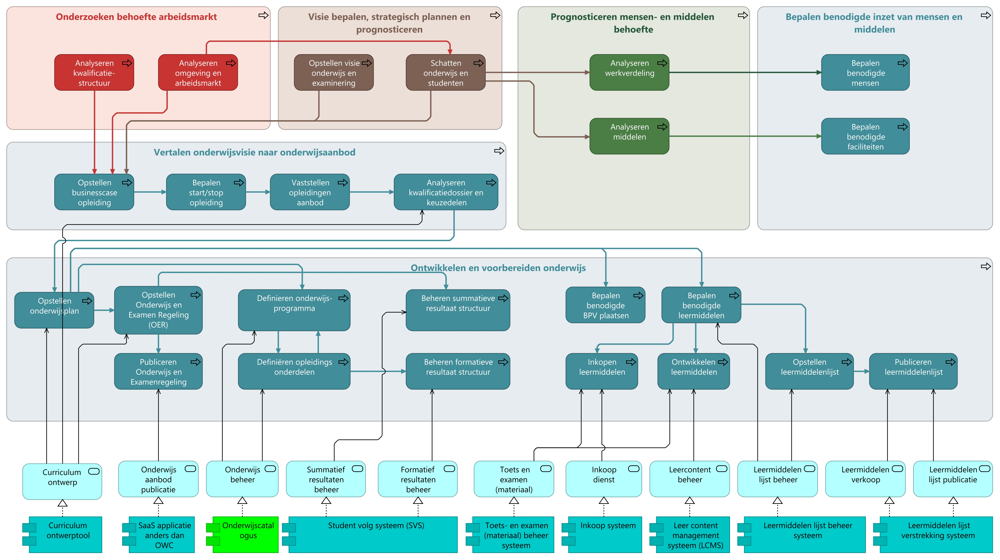 Onderzoeken behoefte arbeidsmarkt
Visie bepalen, strategisch plannen en
prognosticeren
Prognosticeren mensen- en middelen
behoefte
Bepalen benodigde inzet van mensen en
middelen
Analyseren
kwalificatie-
structuur
Analyseren
omgeving en
arbeidsmarkt
Opstellen visie
onderwijs en
examinering
Schatten
onderwijs en
studenten
Analyseren
werkverdeling
Bepalen
benodigde
mensen
Analyseren
middelen
Bepalen
benodigde
faciliteiten
Vertalen onderwijsvisie naar onderwijsaanbod
Opstellen
businesscase
opleiding
Bepalen
start/stop
opleiding
Vaststellen
opleidingen
aanbod
Analyseren
kwalificatiedossier en
keuzedelen
Ontwikkelen en voorbereiden onderwijs
Opstellen
onderwijsplan
Opstellen
Onderwijs en
Examen Regeling
(OER)
Definieren onderwijs-
programma
Beheren summatieve
resultaat structuur
Bepalen
benodigde
BPV plaatsen
Bepalen
benodigde
leermiddelen
Publiceren
Onderwijs en
Examenregeling
Definiëren opleidings
onderdelen
Beheren formatieve
resultaat structuur
Inkopen
leermiddelen
Ontwikkelen
leermiddelen
Opstellen
leermiddelenlijst
Publiceren
leermiddelenlijst
Curriculum
ontwerp
Onderwijs
aanbod
publicatie
Onderwijs
beheer
Summatief
resultaten
beheer
Formatief
resultaten
beheer
Toets en
examen
(materiaal)
Inkoop
dienst
Leercontent
beheer
Leermiddelen
lijst beheer
Leermiddelen
verkoop
Leermiddelen
lijst publicatie
Curriculum
ontwerptool
SaaS applicatie
anders dan
OWC
Onderwijscatal
ogus
Student volg systeem (SVS)
Toets- en examen
(materiaal) beheer
systeem
Inkoop systeem
Leer content
management
systeem (LCMS)
Leermiddelen lijst beheer
systeem
Leermiddelen lijst
verstrekking systeem